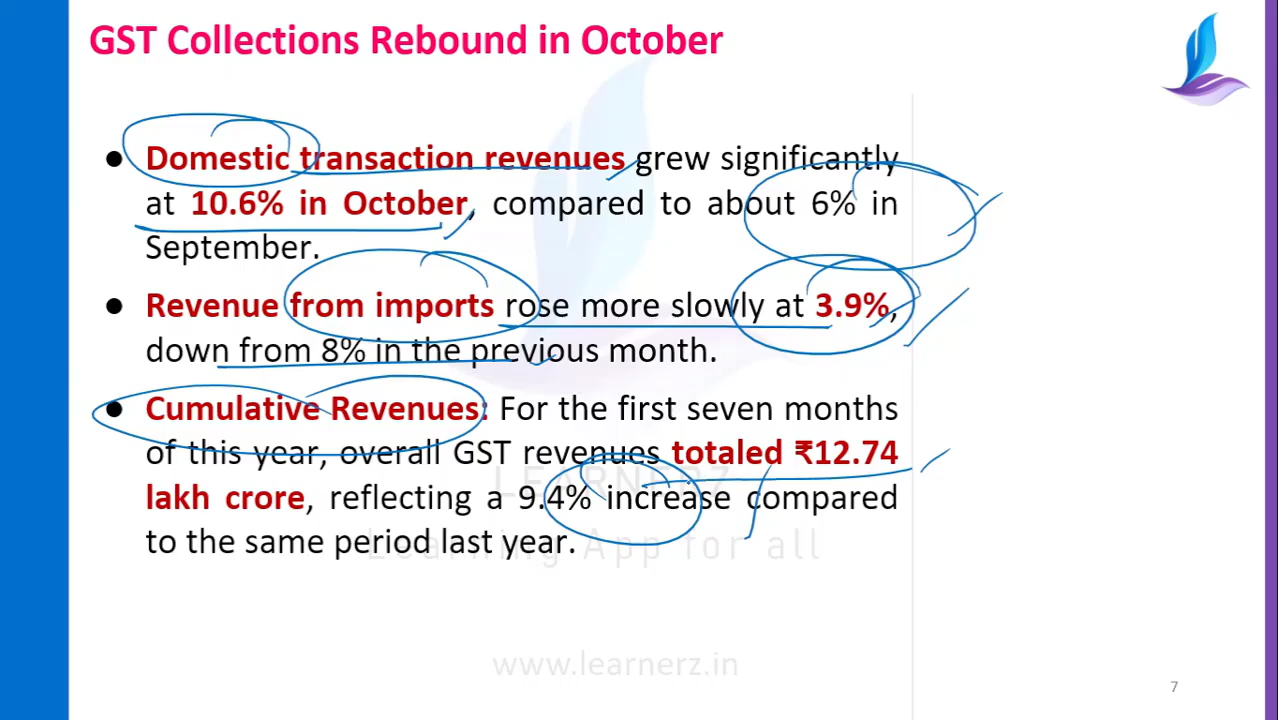 GST Collections Rebound in October
● Domestic transaction revenues grew significantly
at 10.6% in October, compared to about 6% in
September.
● Revenue from imports rose more slowly at 3.9%,
down from 8% in the previous month.
● Cumulative Revenues: For the first seven months
of this year, overall GST revenues totaled ₹12.74
lakh crore, reflecting a 9.4% increase compared
to the same period last year.
LEARNERZ
Learning App for all
www.learnerz.in
7